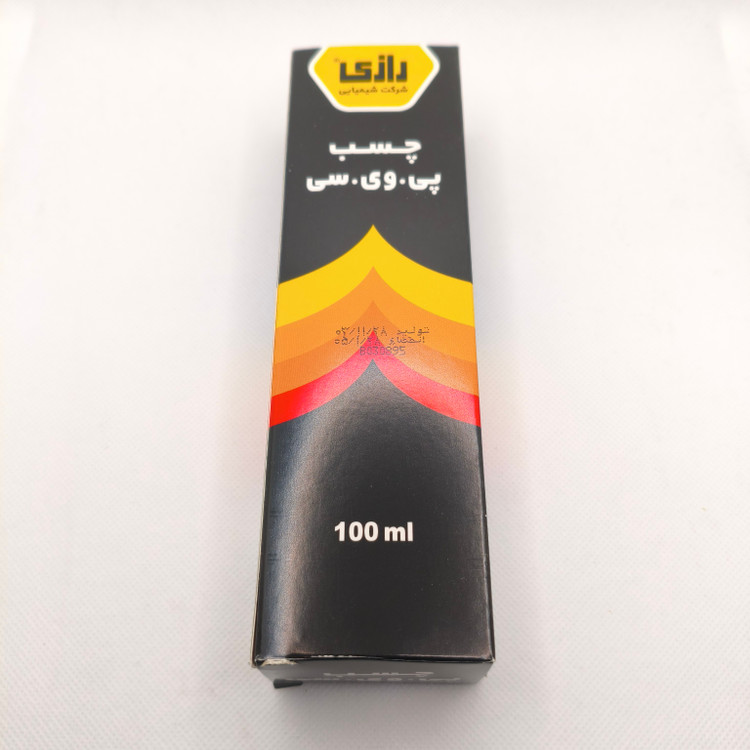 رازی
شرکت شیمیایی
چسب
پی.وی.سی
تولید
انقضاء
100 ml